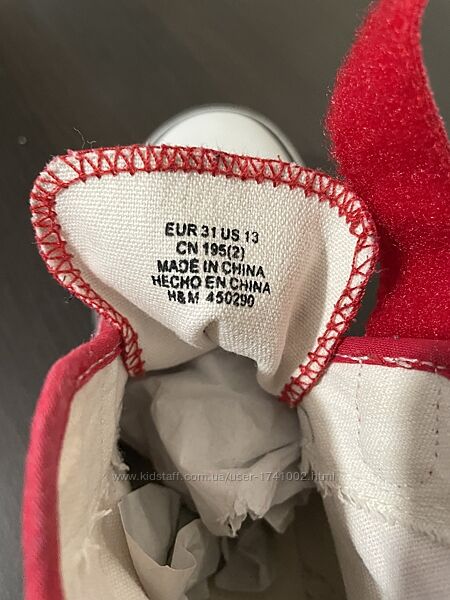 EUR 31 US 13
CN 195(2)
MADE IN CHINA
HECHO EN CHINA
H&M 450290
www.kidstaff.com.ua/user-1741002.html